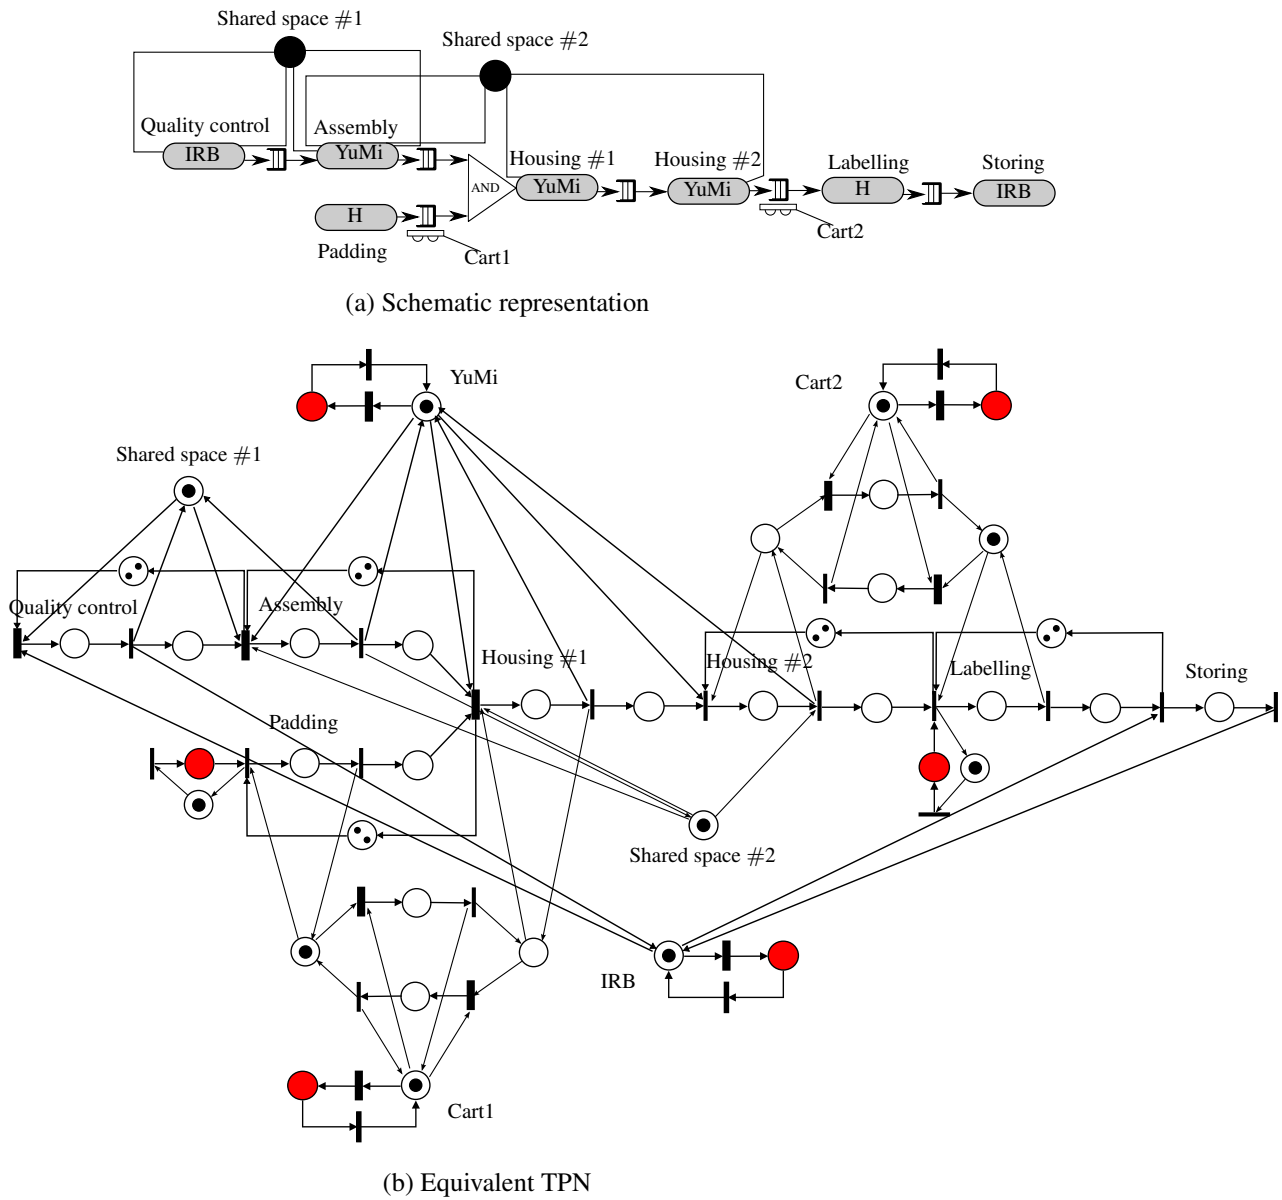 Shared space #1
Shared space #2
Quality control
Assembly
IRB
YuMi
Housing #1
Housing #2
Labelling
Storing
AND
YuMi
YuMi
H
IRB
H
Padding
Cart1
Cart2
(a) Schematic representation
YuMi
Cart2
Shared space #1
Quality control
Assembly
Housing #1
Housing #2
Labelling
Storing
Padding
Shared space #2
IRB
Cart1
(b) Equivalent TPN